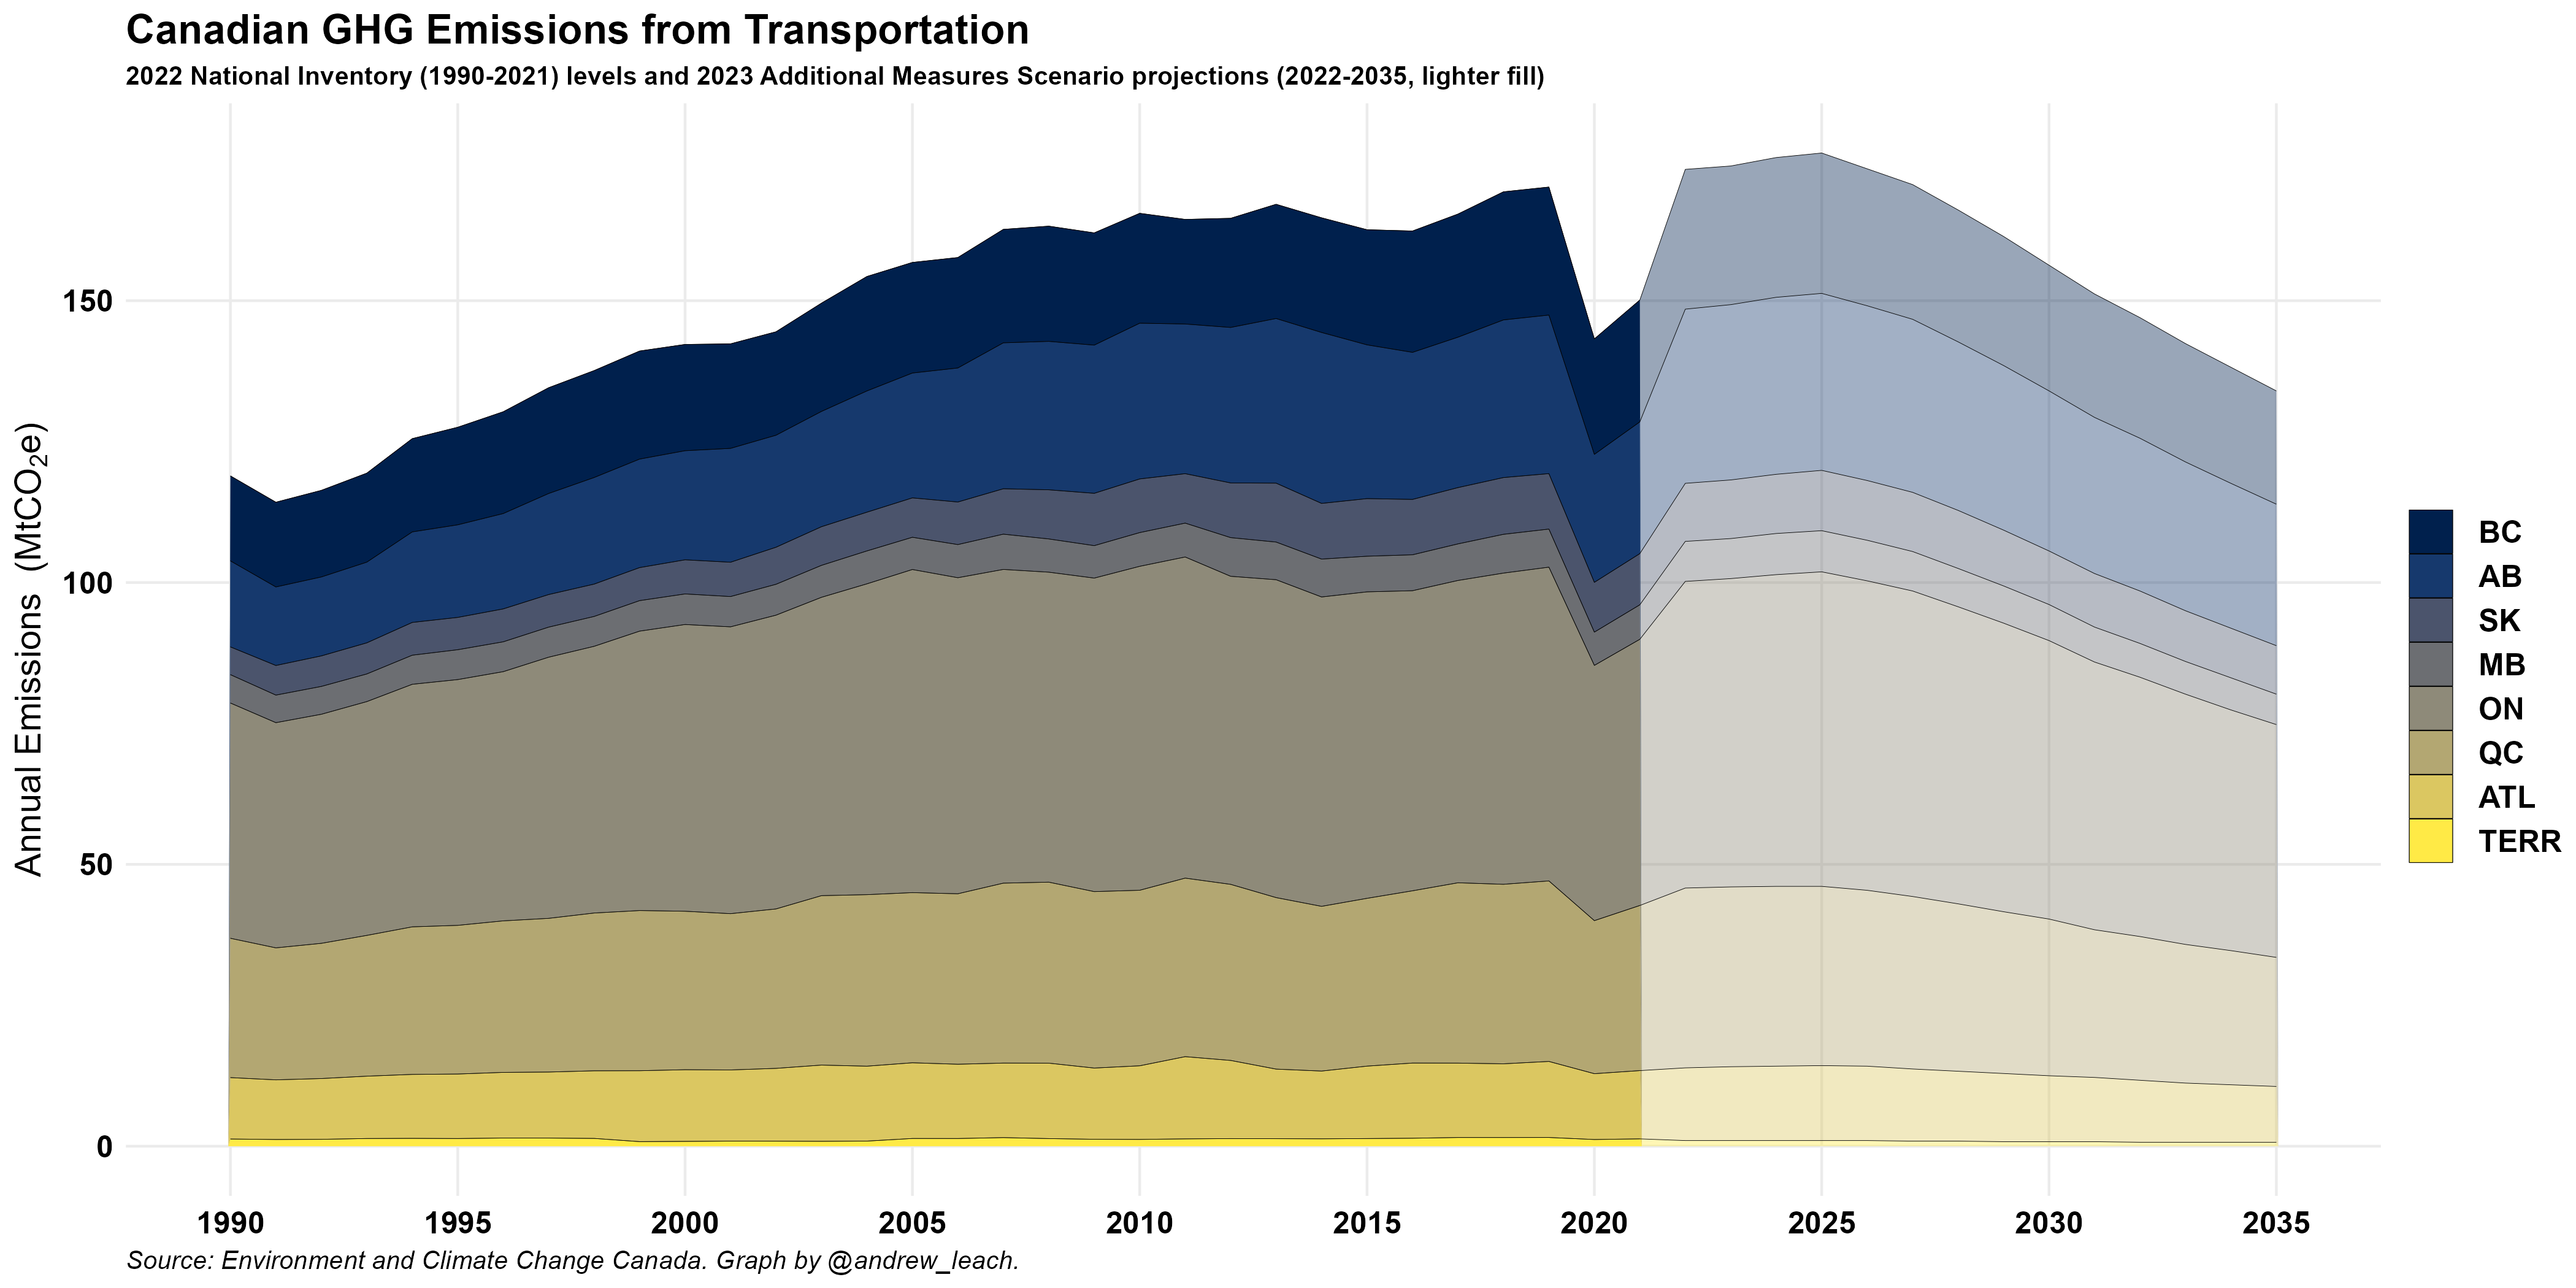 Canadian GHG Emissions from Transportation
2022 National Inventory (1990-2021) levels and 2023 Additional Measures Scenario projections (2022-2035, lighter fill)
Annual Emissions (MtCO₂e)
150
100
50
0
1990 1995 2000 2005 2010 2015 2020 2025 2030 2035
BC
AB
SK
MB
ON
QC
ATL
TERR
Source: Environment and Climate Change Canada. Graph by @andrew_leach.